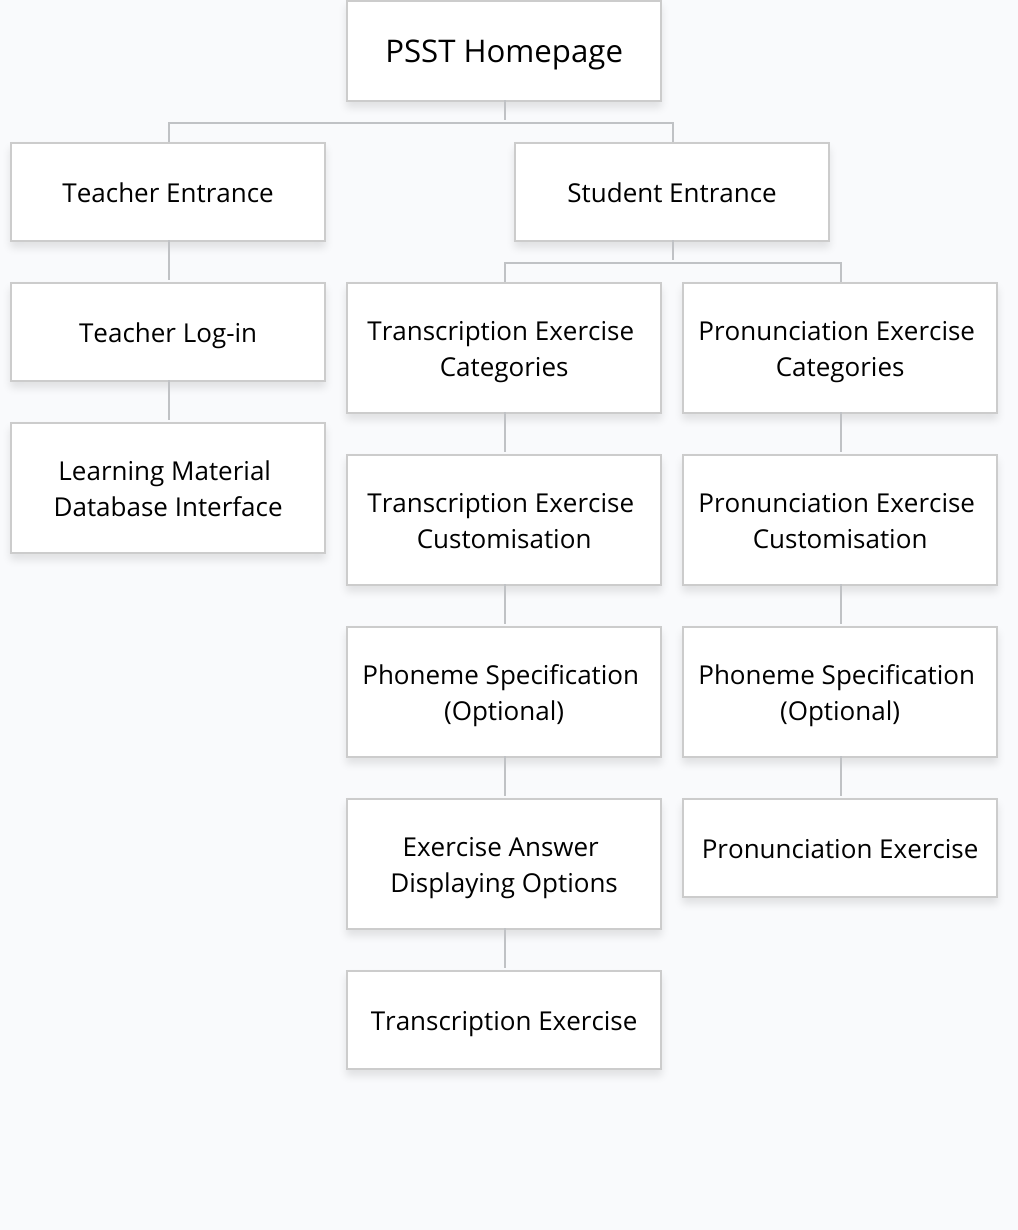 PSST Homepage
Teacher Entrance
Student Entrance
Teacher Log-in
Transcription Exercise
Categories
Pronunciation Exercise
Categories
Learning Material
Database Interface
Transcription Exercise
Customisation
Pronunciation Exercise
Customisation
Phoneme Specification
(Optional)
Phoneme Specification
(Optional)
Exercise Answer
Displaying Options
Pronunciation Exercise
Transcription Exercise